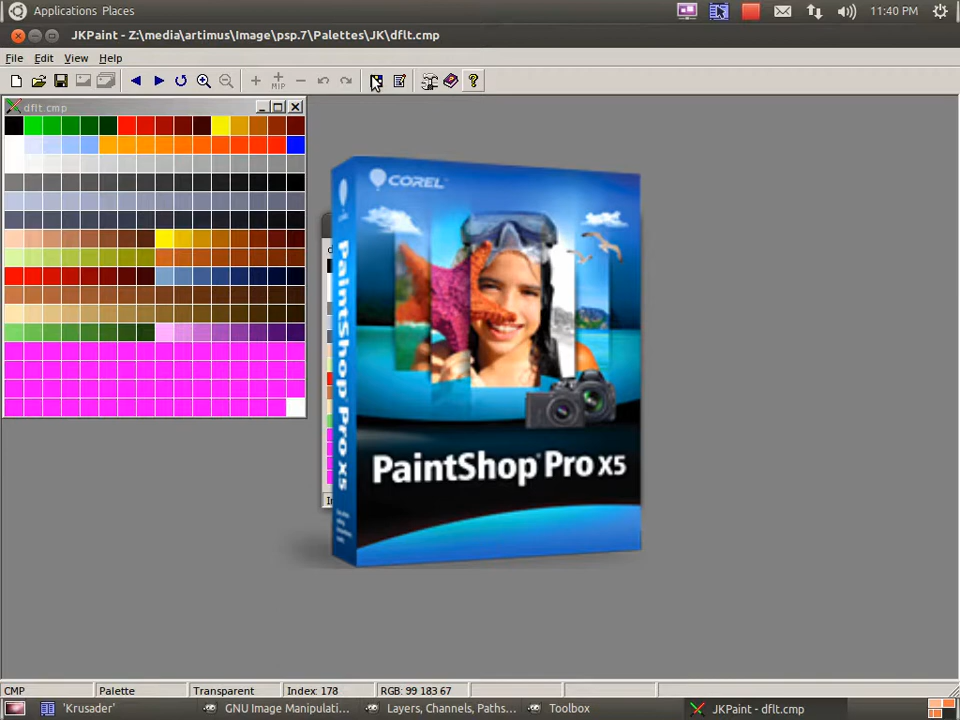 Applications Places
11:40 PM
JKPaint - Z:\media\artimus\Image\psp.7\Palettes\JK\dflt.cmp
File Edit View Help
MIP
dflt.cmp
COREL
PaintShop Pro X5
PaintShop Pro X5
CMP Palette Transparent Index: 178 RGB: 99 183 67
'Krusader' GNU Image Manipulati... Layers, Channels, Paths... Toolbox JKPaint - dflt.cmp